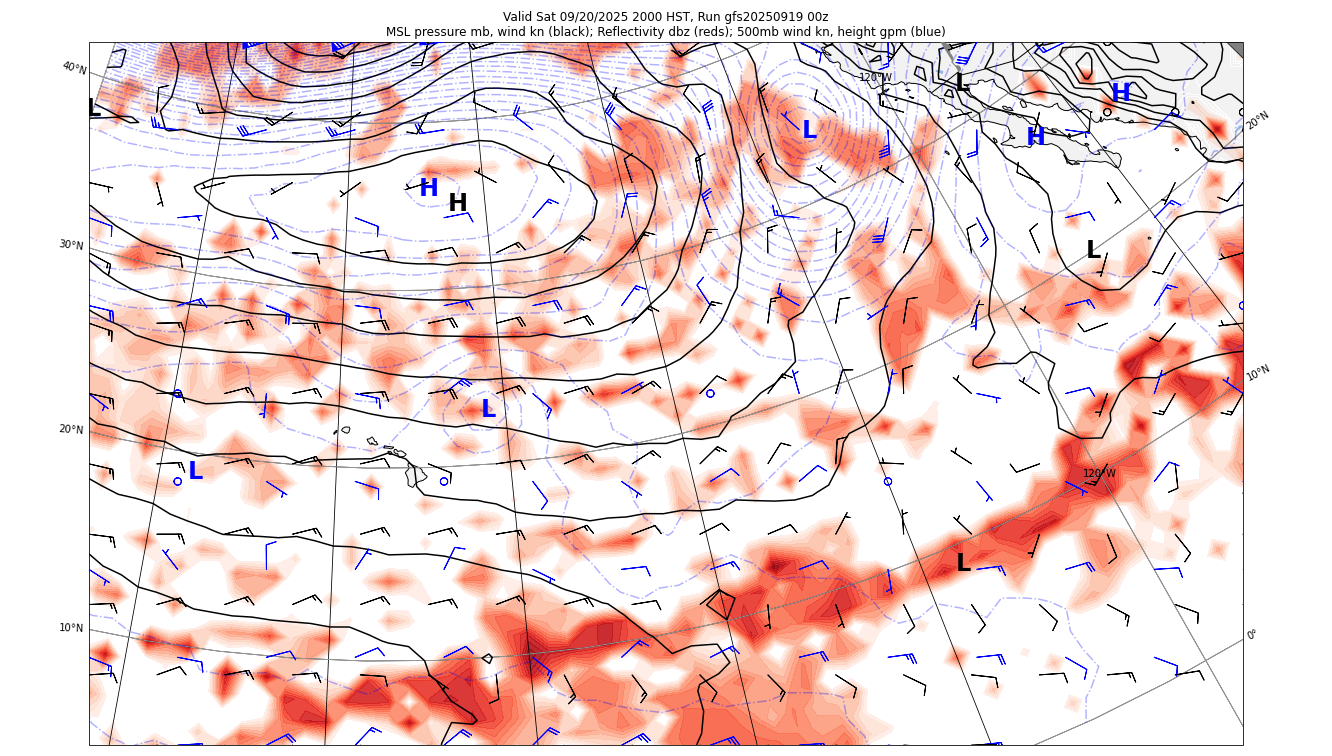 Valid Sat 09/20/2025 2000 HST, Run gfs20250919 00z
MSL pressure mb, wind kn (black); Reflectivity dbz (reds); 500mb wind kn, height gpm (blue)
40°N
120°W
L
H
L
L
H
20°N
H
H
30°N
L
10°N
L
20°N
L
120°W
L
10°N
0°